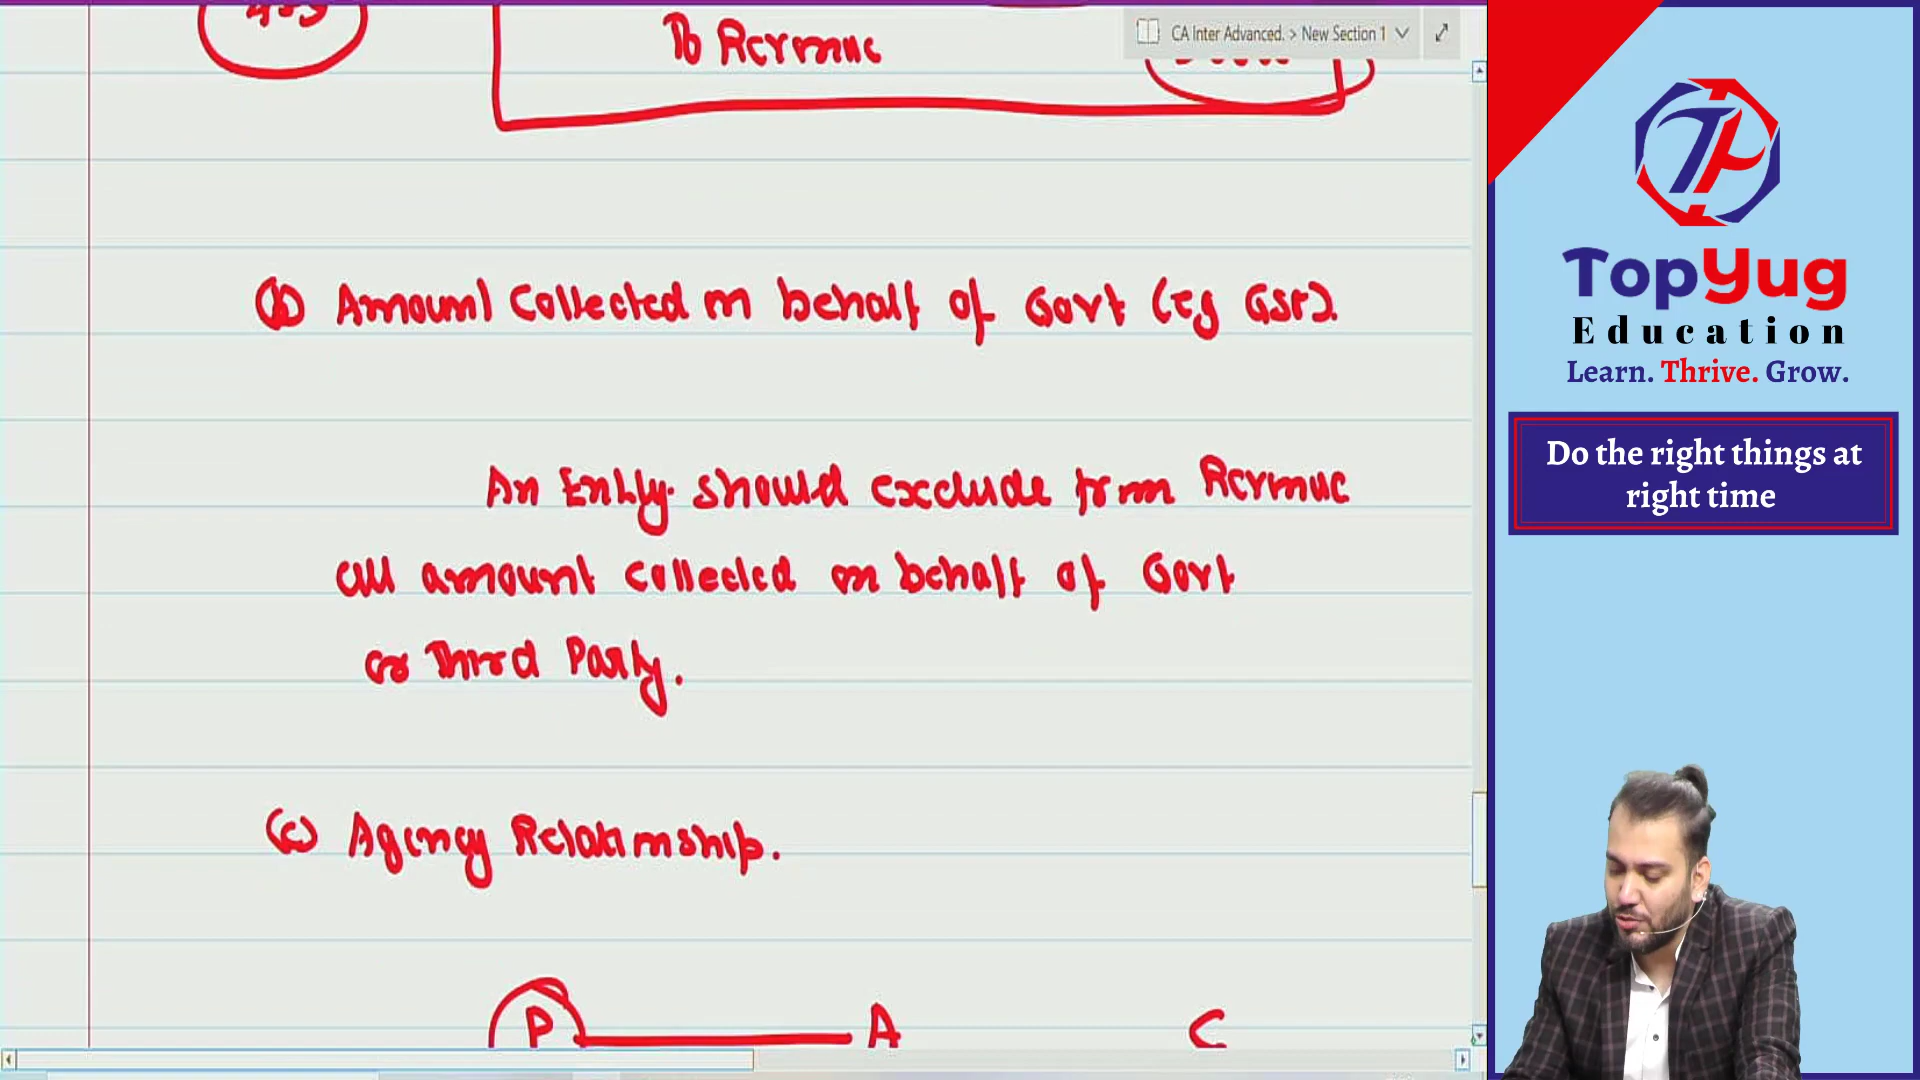 To Revenue
CA Inter Advanced. > New Section 1
(b) Amount Collected on behalf of Govt (eg GST).
An Entity should exclude from Revenue
all amount collected on behalf of Govt
or Third Party.
(c) Agency Relationship.
P A C
TopYug
Education
Learn. Thrive. Grow.
Do the right things at
right time